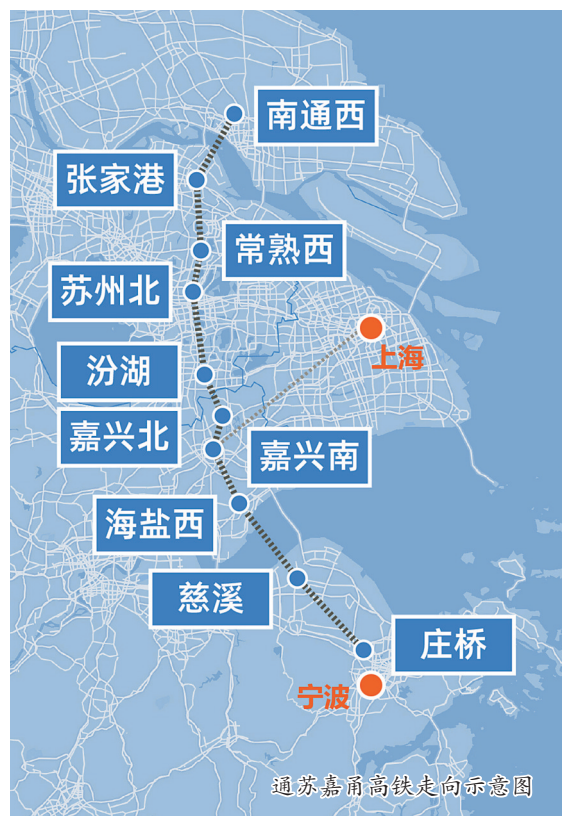 南通西
张家港
常熟西
苏州北
上海
汾湖
嘉兴北
嘉兴南
海盐西
慈溪
庄桥
宁波
通苏嘉甬高铁走向示意图